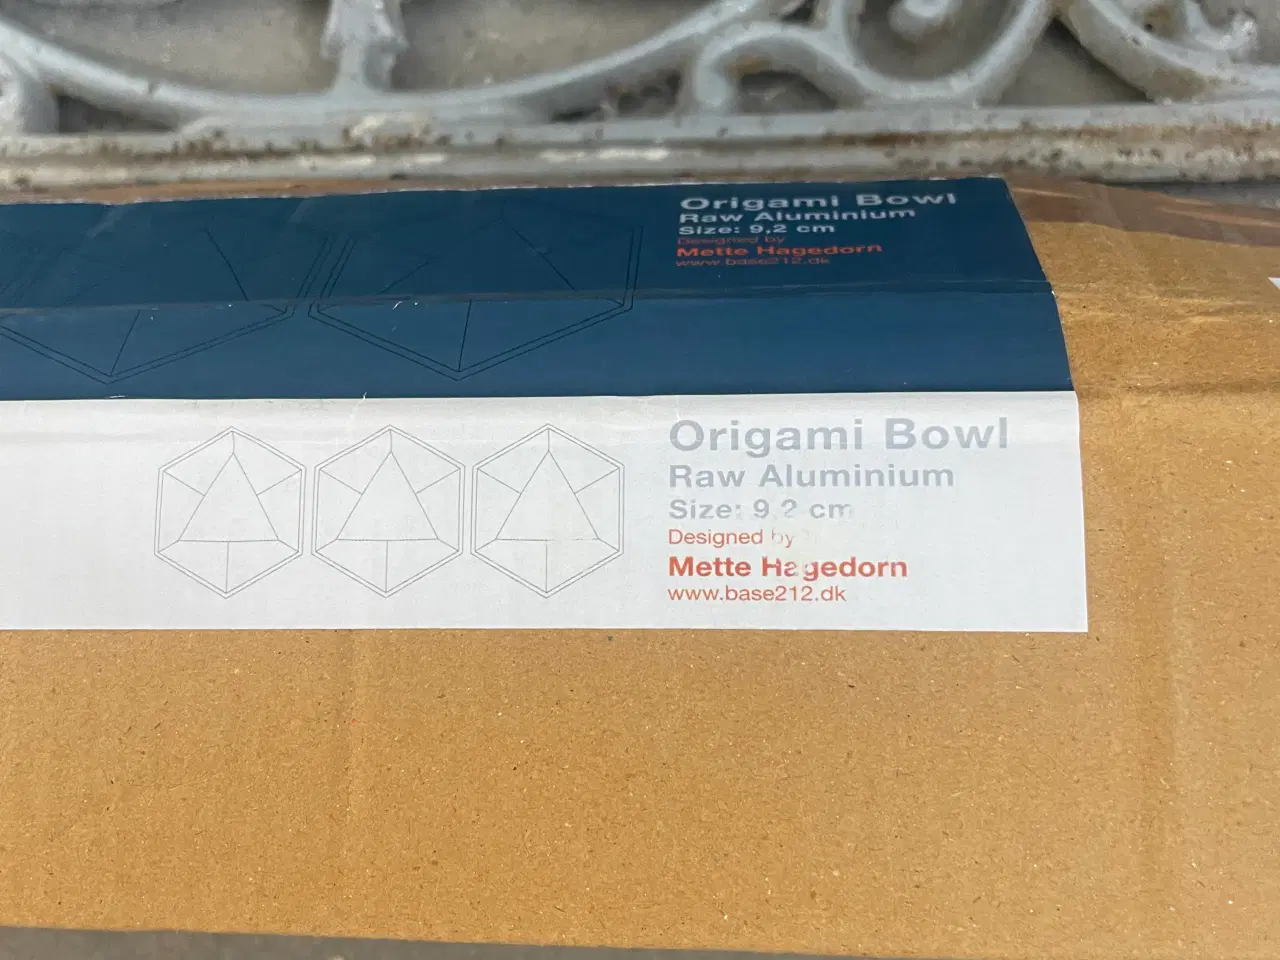 Origami Bowl
Raw Aluminium
Size: 9,2 cm
Designed by
Mette Hagedorn
www.base212.dk
Origami Bowl
Raw Aluminium
Size: 9,2 cm
Designed by
Mette Hagedorn
www.base212.dk